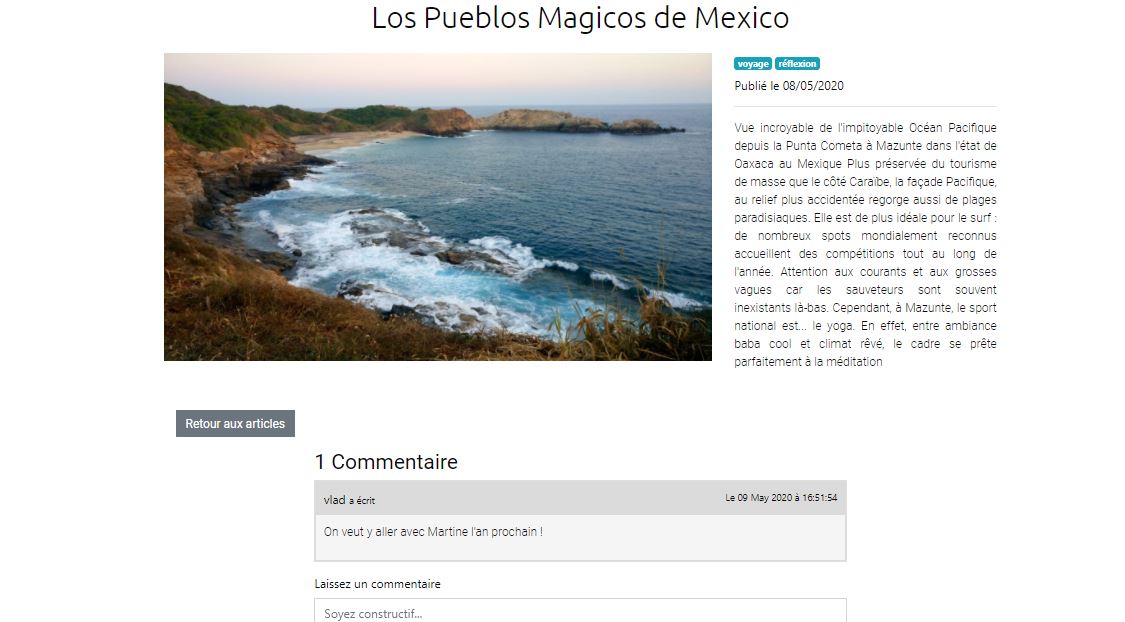 Los Pueblos Magicos de Mexico
voyage réflexion
Publié le 08/05/2020
Vue incroyable de l'impitoyable Océan Pacifique
depuis la Punta Cometa à Mazunte dans l'état de
Oaxaca au Mexique Plus préservée du tourisme
de masse que le côté Caraïbe, la façade Pacifique,
au relief plus accidentée regorge aussi de plages
paradisiaques. Elle est de plus idéale pour le surf :
de nombreux spots mondialement reconnus
accueillent des compétitions tout au long de
l'année. Attention aux courants et aux grosses
vagues car les sauveteurs sont souvent
inexistants là-bas. Cependant, à Mazunte, le sport
national est... le yoga. En effet, entre ambiance
baba cool et climat rêvé, le cadre se prête
parfaitement à la méditation
Retour aux articles
1 Commentaire
vlad a écrit
Le 09 May 2020 à 16:51:54
On veut y aller avec Martine l'an prochain !
Laissez un commentaire
Soyez constructif...